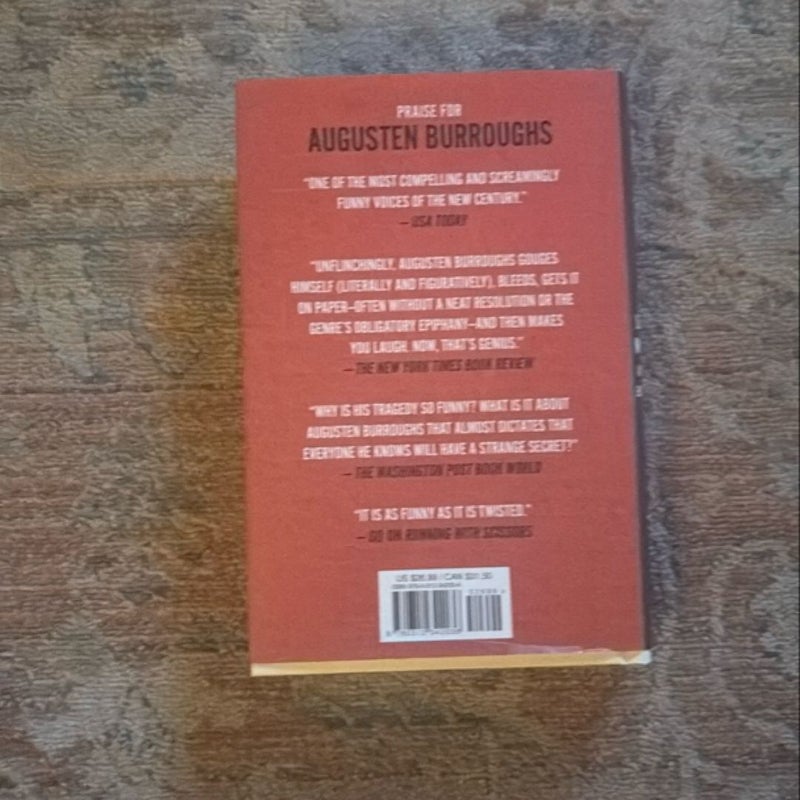 PRAISE FOR
AUGUSTEN BURROUGHS
"ONE OF THE MOST COMPELLING AND SCREAMINGLY
FUNNY VOICES OF THE NEW CENTURY."
– USA TODAY
"UNFLINCHINGLY, AUGUSTEN BURROUGHS GOUGES
HIMSELF (LITERALLY AND FIGURATIVELY), BLEEDS, GETS IT
ON PAPER–OFTEN WITHOUT A NEAT RESOLUTION OR THE
GENRE'S OBLIGATORY EPIPHANY–AND THEN MAKES
YOU LAUGH. NOW, THAT'S GENIUS."
– THE NEW YORK TIMES BOOK REVIEW
"WHY IS HIS TRAGEDY SO FUNNY? WHAT IS IT ABOUT
AUGUSTEN BURROUGHS THAT ALMOST DICTATES THAT
EVERYONE HE KNOWS WILL HAVE A STRANGE SECRET?"
– THE WASHINGTON POST BOOK WORLD
"IT IS AS FUNNY AS IT IS TWISTED."
– GQ ON RUNNING WITH SCISSORS
US / CAN $31.50